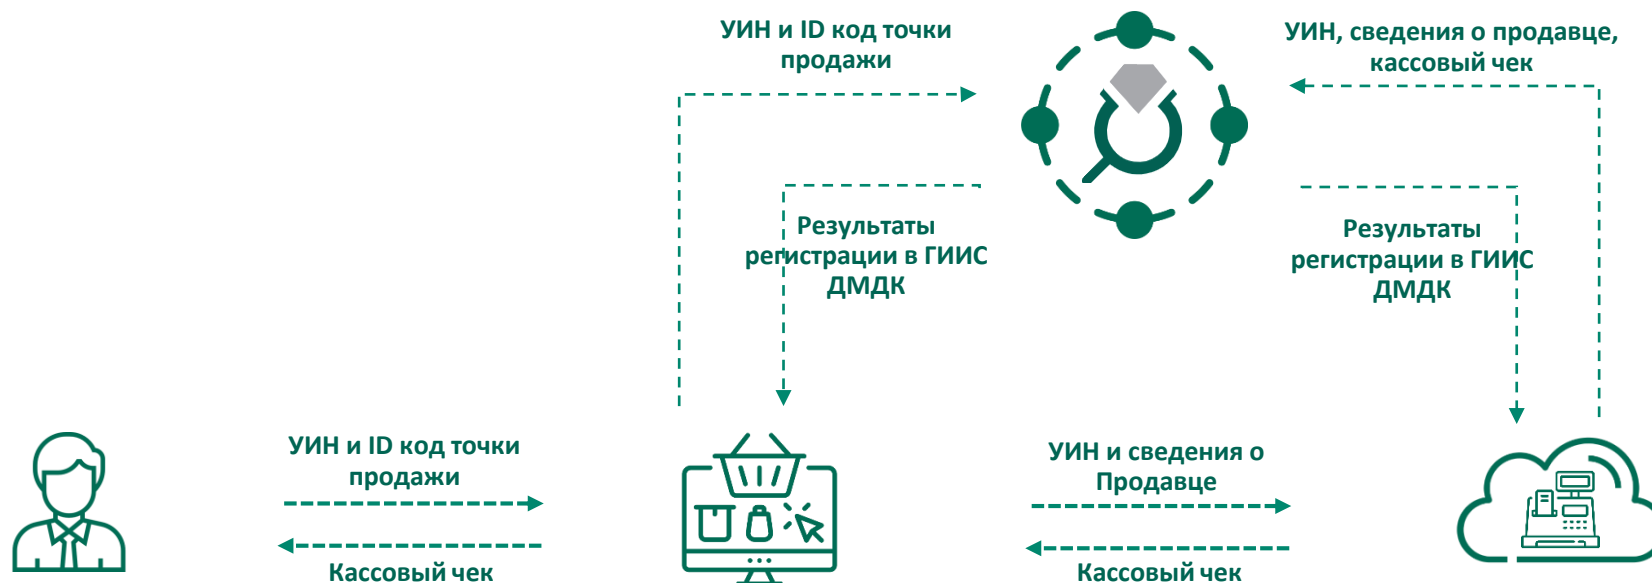 УИН и ID код точки
продажи
УИН, сведения о продавце,
кассовый чек
Результаты
регистрации в ГИИС
ДМДК
Результаты
регистрации в ГИИС
ДМДК
УИН и ID код точки
продажи
УИН и сведения о
Продавце
Кассовый чек
Кассовый чек